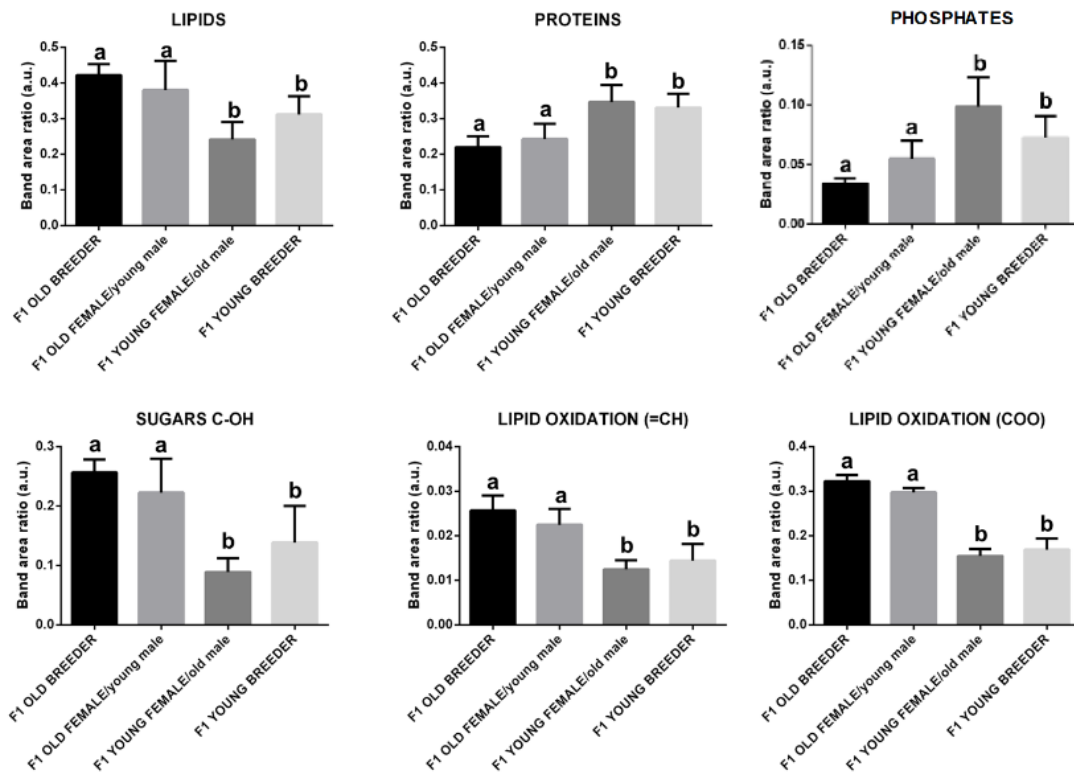 LIPIDS
Band area ratio (a.u.)
0.5
0.4
0.3
0.2
0.1
0.0
a
a
b
b
F1 OLD BREEDER
F1 OLD FEMALE/young male
F1 YOUNG FEMALE/old male
F1 YOUNG BREEDER
PROTEINS
Band area ratio (a.u.)
0.5
0.4
0.3
0.2
0.1
0.0
a
a
b
b
F1 OLD BREEDER
F1 OLD FEMALE/young male
F1 YOUNG FEMALE/old male
F1 YOUNG BREEDER
PHOSPHATES
Band area ratio (a.u.)
0.15
0.10
0.05
0.00
a
a
b
b
F1 OLD BREEDER
F1 OLD FEMALE/young male
F1 YOUNG FEMALE/old male
F1 YOUNG BREEDER
SUGARS C-OH
Band area ratio (a.u.)
0.3
0.2
0.1
0.0
a
a
b
b
F1 OLD BREEDER
F1 OLD FEMALE/young male
F1 YOUNG FEMALE/old male
F1 YOUNG BREEDER
LIPID OXIDATION (=CH)
Band area ratio (a.u.)
0.04
0.03
0.02
0.01
0.00
a
a
b
b
F1 OLD BREEDER
F1 OLD FEMALE/young male
F1 YOUNG FEMALE/old male
F1 YOUNG BREEDER
LIPID OXIDATION (COO)
Band area ratio (a.u.)
0.4
0.3
0.2
0.1
0.0
a
a
b
b
F1 OLD BREEDER
F1 OLD FEMALE/young male
F1 YOUNG FEMALE/old male
F1 YOUNG BREEDER